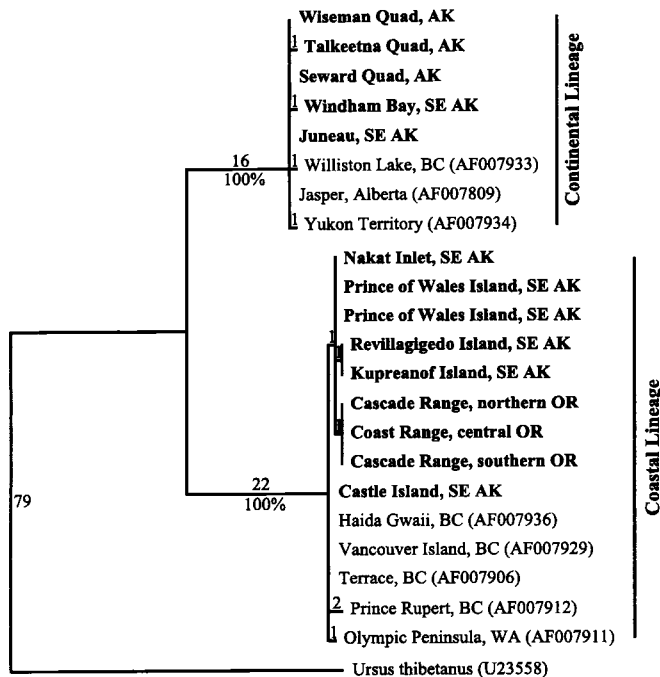 Wiseman Quad, AK
1
Talkeetna Quad, AK
Seward Quad, AK
1
Windham Bay, SE AK
Juneau, SE AK
16
100%
1
Williston Lake, BC (AF007933)
Jasper, Alberta (AF007809)
1
Yukon Territory (AF007934)
Continental Lineage
Nakat Inlet, SE AK
Prince of Wales Island, SE AK
Prince of Wales Island, SE AK
1
Revillagigedo Island, SE AK
Kupreanof Island, SE AK
Cascade Range, northern OR
Coast Range, central OR
Cascade Range, southern OR
22
100%
Castle Island, SE AK
Haida Gwaii, BC (AF007936)
Vancouver Island, BC (AF007929)
Terrace, BC (AF007906)
2
Prince Rupert, BC (AF007912)
1
Olympic Peninsula, WA (AF007911)
Coastal Lineage
79
Ursus thibetanus (U23558)